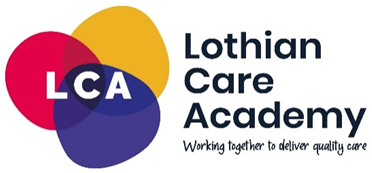 LCA
Lothian
Care
Academy
Working together to deliver quality care